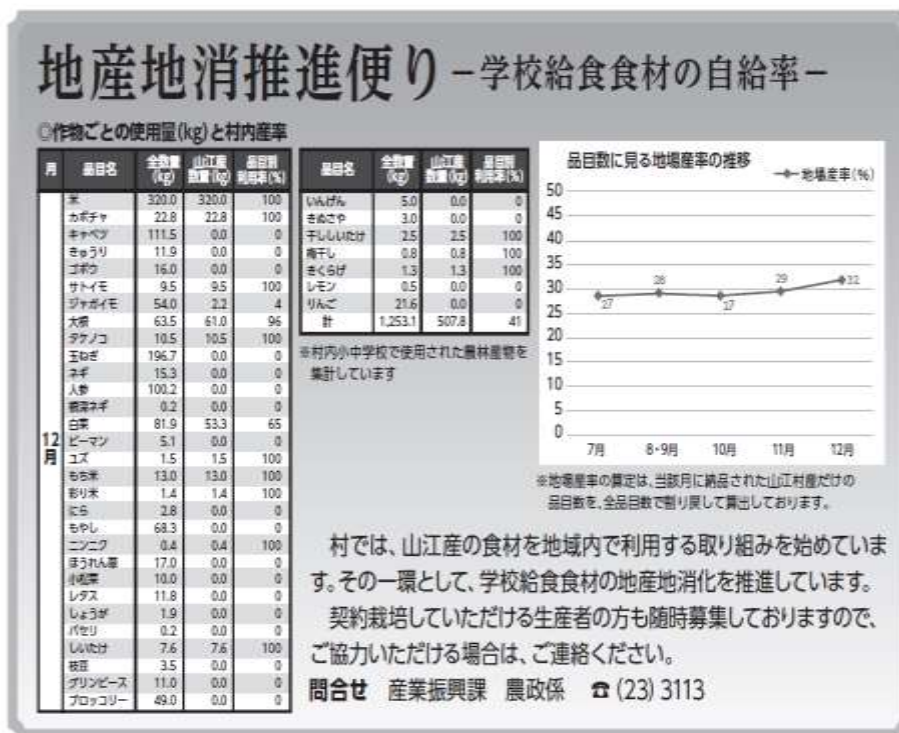 地産地消推進便り －学校給食食材の自給率－
◎作物ごとの使用量(kg)と村内産率
月 品目名 全数量(kg) 山江産数量(kg) 品目別利用率(%)
12月
米 320.0 320.0 100
カボチャ 22.8 22.8 100
キャベツ 111.5 0.0 0
きゅうり 11.9 0.0 0
ゴボウ 16.0 0.0 0
サトイモ 9.5 9.5 100
ジャガイモ 54.0 2.2 4
大根 63.5 61.0 96
タケノコ 10.5 10.5 100
玉ねぎ 196.7 0.0 0
ネギ 15.3 0.0 0
人参 100.2 0.0 0
根深ネギ 0.2 0.0 0
白菜 81.9 53.3 65
ピーマン 5.1 0.0 0
ユズ 1.5 1.5 100
もち米 13.0 13.0 100
彩り米 1.4 1.4 100
にら 2.8 0.0 0
もやし 68.3 0.0 0
ニンニク 0.4 0.4 100
ほうれん草 17.0 0.0 0
小松菜 10.0 0.0 0
レタス 11.8 0.0 0
しょうが 1.9 0.0 0
パセリ 0.2 0.0 0
しいたけ 7.6 7.6 100
枝豆 3.5 0.0 0
グリンピース 11.0 0.0 0
ブロッコリー 49.0 0.0 0
品目名 全数量(kg) 山江産数量(kg) 品目別利用率(%)
いんげん 5.0 0.0 0
きぬさや 3.0 0.0 0
干ししいたけ 2.5 2.5 100
梅干し 0.8 0.8 100
きくらげ 1.3 1.3 100
レモン 0.5 0.0 0
りんご 21.6 0.0 0
計 1,253.1 507.8 41
※村内小中学校で使用された農林産物を
集計しています
品目数に見る地場産率の推移
地場産率(%)
50
45
40
35
30
25
20
15
10
5
0
27 28 27 29 32
7月 8・9月 10月 11月 12月
※地場産率の算定は、当該月に納品された山江村産だけの
品目数を、全品目数で割り戻して算出しております。
村では、山江産の食材を地域内で利用する取り組みを始めていま
す。その一環として、学校給食食材の地産地消化を推進しています。
契約栽培していただける生産者の方も随時募集しておりますので、
ご協力いただける場合は、ご連絡ください。
問合せ 産業振興課 農政係 ☎(23)3113